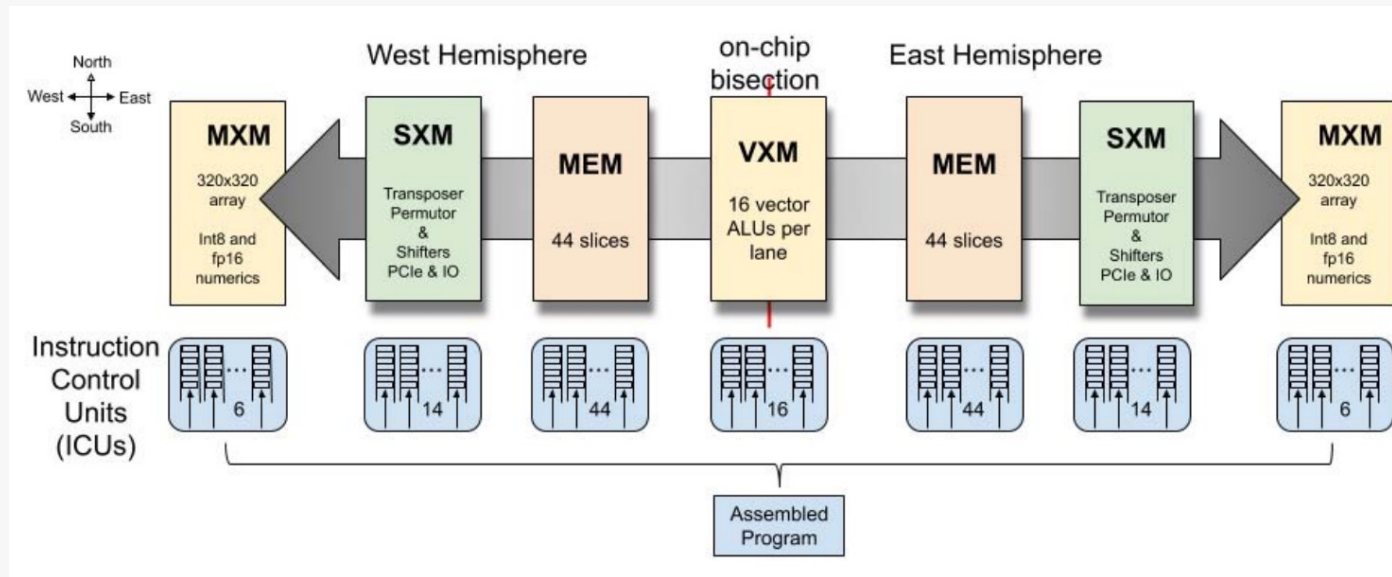 West Hemisphere
on-chip
bisection
East Hemisphere
North
West
East
South
MXM
320x320
array
Int8 and
fp16
numerics
SXM
Transposer
Permutor
&
Shifters
PCIe & IO
MEM
44 slices
VXM
16 vector
ALUs per
lane
MEM
44 slices
SXM
Transposer
Permutor
&
Shifters
PCIe & IO
MXM
320x320
array
Int8 and
fp16
numerics
Instruction
Control
Units
(ICUs)
... 6
... 14
... 44
... 16
... 44
... 14
... 6
Assembled
Program